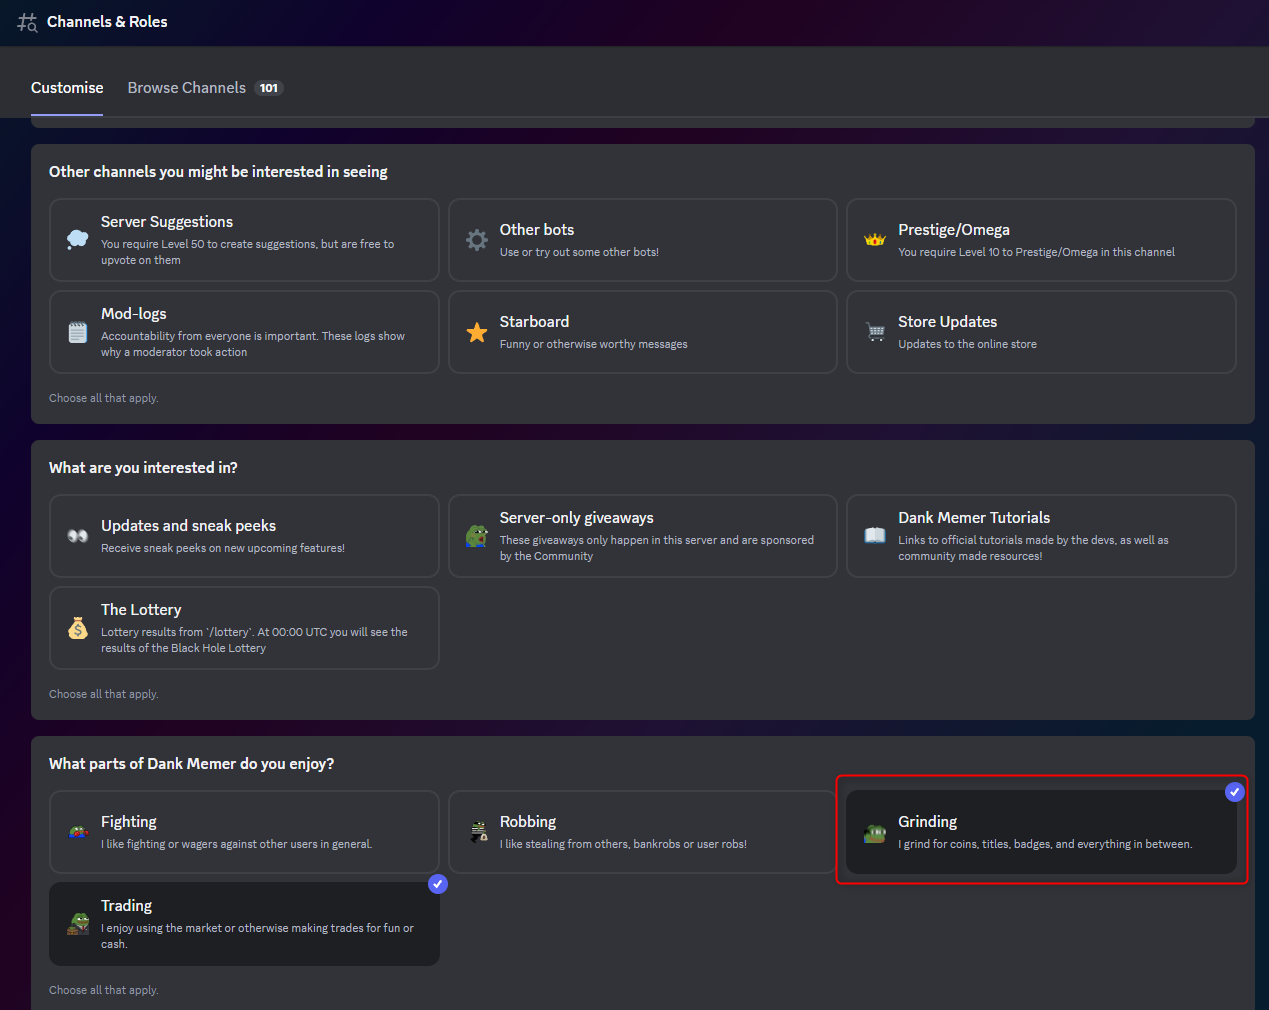 Channels & Roles
Customise
Browse Channels 101
Other channels you might be interested in seeing
Server Suggestions
You require Level 50 to create suggestions, but are free to
upvote on them
Other bots
Use or try out some other bots!
Prestige/Omega
You require Level 10 to Prestige/Omega in this channel
Mod-logs
Accountability from everyone is important. These logs show
why a moderator took action
Starboard
Funny or otherwise worthy messages
Store Updates
Updates to the online store
Choose all that apply.
What are you interested in?
Updates and sneak peeks
Receive sneak peeks on new upcoming features!
Server-only giveaways
These giveaways only happen in this server and are sponsored
by the Community
Dank Memer Tutorials
Links to official tutorials made by the devs, as well as
community made resources!
The Lottery
Lottery results from `/lottery`. At 00:00 UTC you will see the
results of the Black Hole Lottery
Choose all that apply.
What parts of Dank Memer do you enjoy?
Fighting
I like fighting or wagers against other users in general.
Robbing
I like stealing from others, bankrobs or user robs!
Grinding
I grind for coins, titles, badges, and everything in between.
Trading
I enjoy using the market or otherwise making trades for fun or
cash.
Choose all that apply.